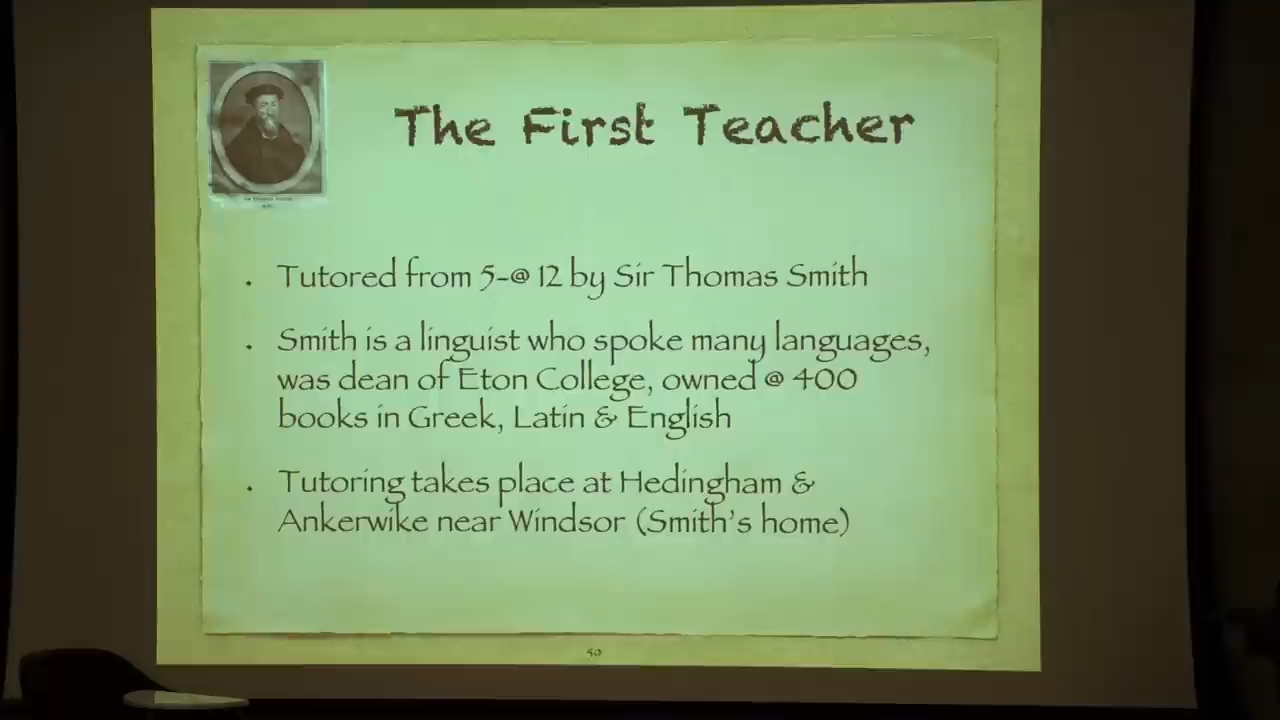 The First Teacher
. Tutored from 5-@ 12 by Sir Thomas Smith
. Smith is a linguist who spoke many languages,
was dean of Eton College, owned @ 400
books in Greek, Latin & English
. Tutoring takes place at Hedingham &
Ankerwike near Windsor (Smith's home)
50